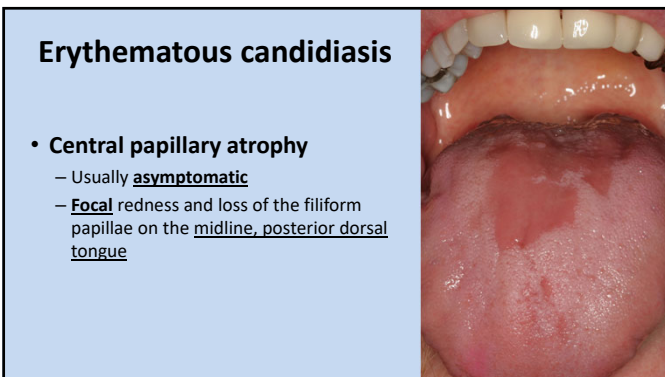 Erythematous candidiasis
• Central papillary atrophy
– Usually asymptomatic
– Focal redness and loss of the filiform
papillae on the midline, posterior dorsal
tongue